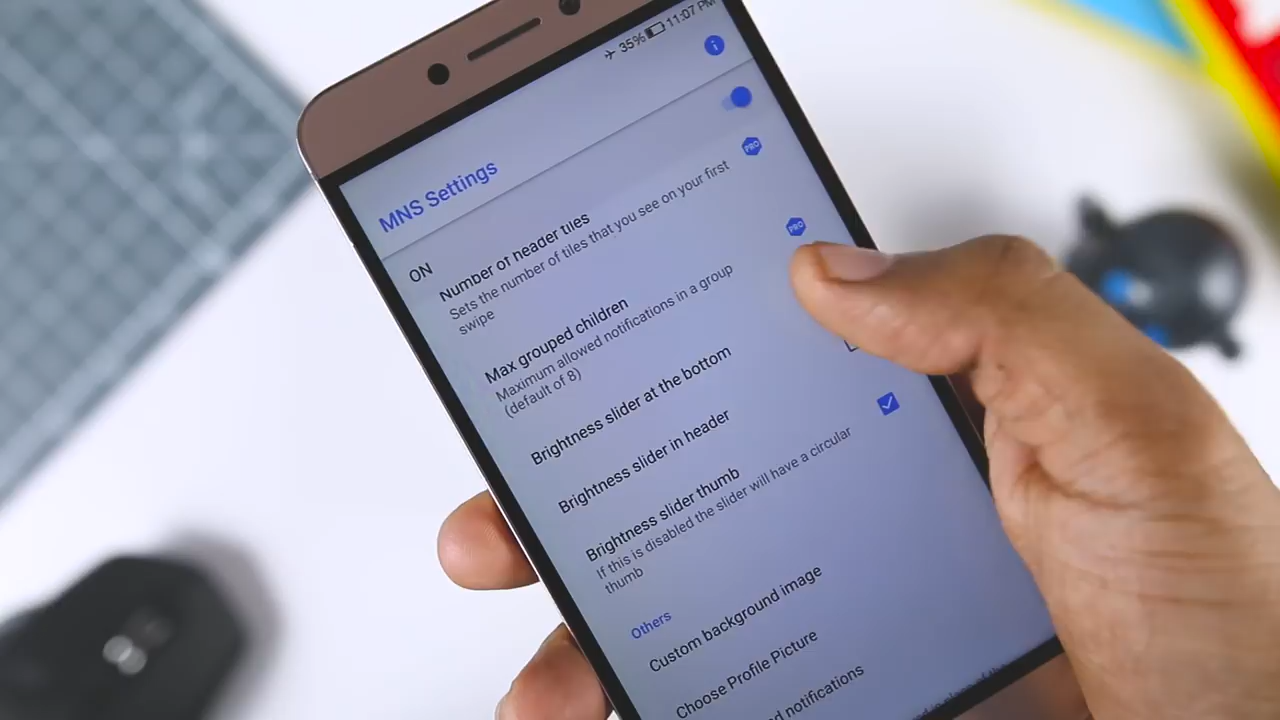 35% 11:07 PM
MNS Settings
ON
Number of header tiles
PRO
Sets the number of tiles that you see on your first
swipe
Max grouped children
PRO
Maximum allowed notifications in a group
(default of 8)
Brightness slider at the bottom
Brightness slider in header
Brightness slider thumb
If this is disabled the slider will have a circular
thumb
Others
Custom background image
Choose Profile Picture
notifications